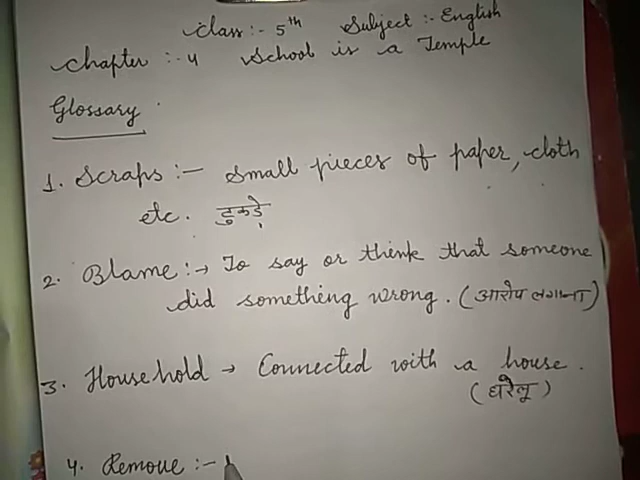 Class :- 5th Subject :- English
Chapter :- 4 School is a Temple
Glossary
1. Scraps :- Small pieces of paper, cloth
etc. टुकड़े
2. Blame :→ To say or think that someone
did something wrong. (आरोप लगाना)
3. Household → Connected with a house.
(घरेलू)
4. Remove :-